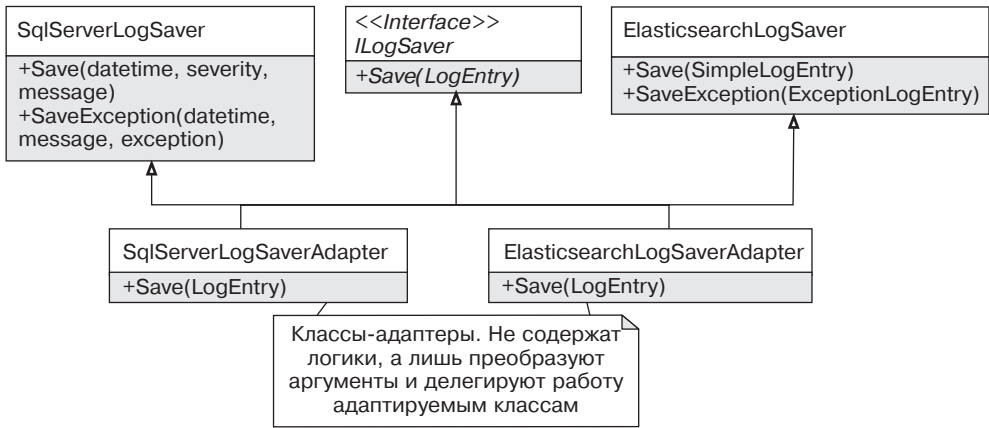 SqlServerLogSaver
+Save(datetime, severity,
message)
+SaveException(datetime,
message, exception)
<<Interface>>
ILogSaver
+Save(LogEntry)
ElasticsearchLogSaver
+Save(SimpleLogEntry)
+SaveException(ExceptionLogEntry)
SqlServerLogSaverAdapter
+Save(LogEntry)
ElasticsearchLogSaverAdapter
+Save(LogEntry)
Классы-адаптеры. Не содержат
логики, а лишь преобразуют
аргументы и делегируют работу
адаптируемым классам